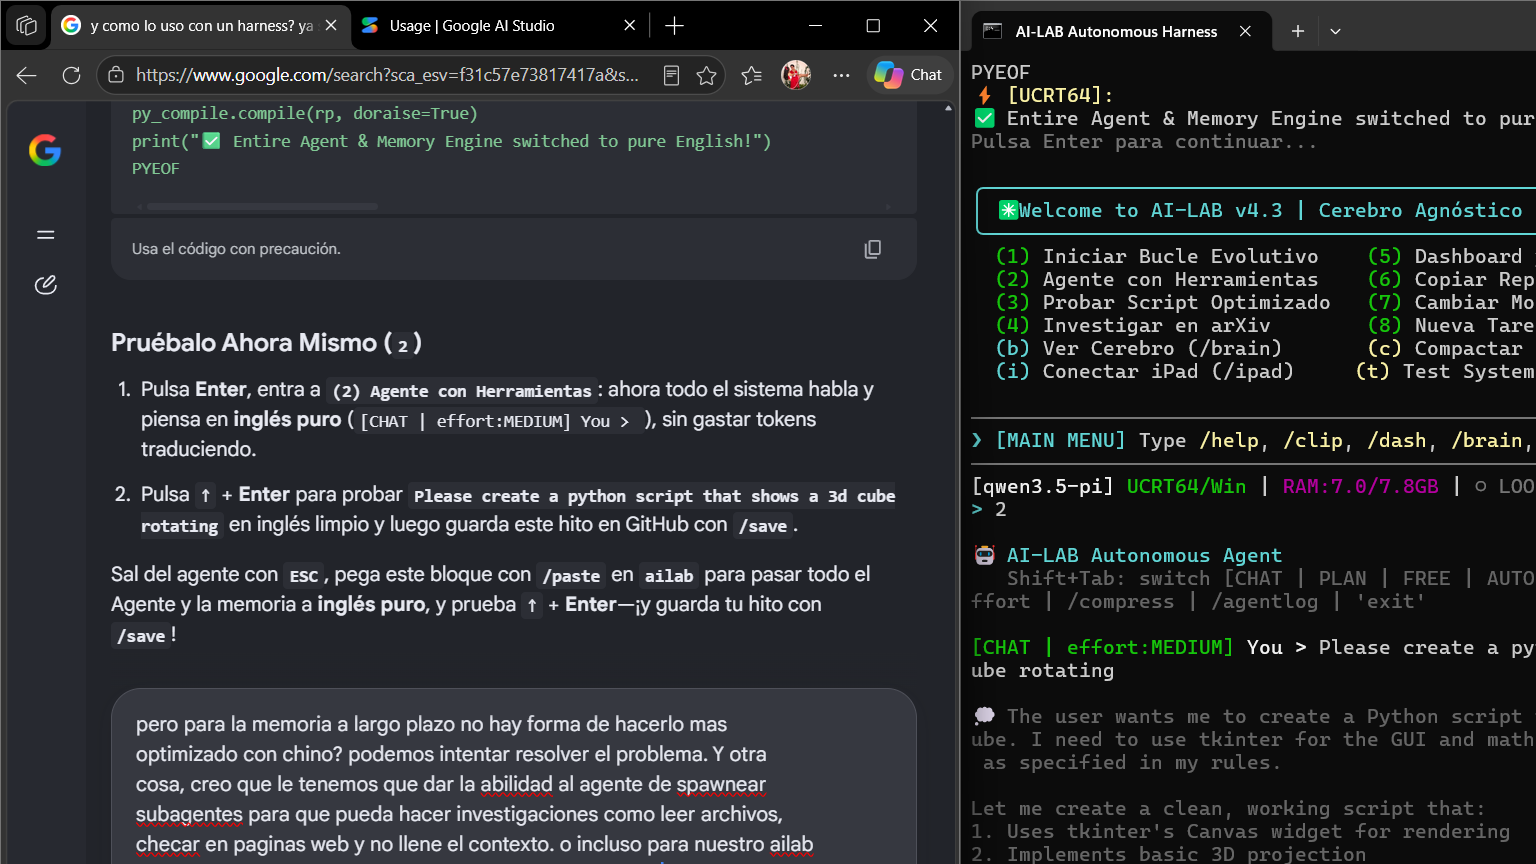 y como lo uso con un harness? ya s
Usage | Google AI Studio
https://www.google.com/search?sca_esv=f31c57e73817417a&s...
Chat
py_compile.compile(rp, doraise=True)
print("✅ Entire Agent & Memory Engine switched to pure English!")
PYEOF
Usa el código con precaución.
Pruébalo Ahora Mismo ( 2 )
1. Pulsa Enter, entra a (2) Agente con Herramientas : ahora todo el sistema habla y
piensa en inglés puro ( [CHAT | effort:MEDIUM] You > ), sin gastar tokens
traduciendo.
2. Pulsa ↑ + Enter para probar Please create a python script that shows a 3d cube
rotating en inglés limpio y luego guarda este hito en GitHub con /save .
Sal del agente con ESC , pega este bloque con /paste en ailab para pasar todo el
Agente y la memoria a inglés puro, y prueba ↑ + Enter—¡y guarda tu hito con
/save !
pero para la memoria a largo plazo no hay forma de hacerlo mas
optimizado con chino? podemos intentar resolver el problema. Y otra
cosa, creo que le tenemos que dar la abilidad al agente de spawnear
subagentes para que pueda hacer investigaciones como leer archivos,
checar en paginas web y no llene el contexto. o incluso para nuestro ailab
AI-LAB Autonomous Harness
PYEOF
⚡ [UCRT64]:
✅ Entire Agent & Memory Engine switched to pur
Pulsa Enter para continuar...
✳Welcome to AI-LAB v4.3 | Cerebro Agnóstico
(1) Iniciar Bucle Evolutivo (5) Dashboard
(2) Agente con Herramientas (6) Copiar Rep
(3) Probar Script Optimizado (7) Cambiar Mo
(4) Investigar en arXiv (8) Nueva Tare
(b) Ver Cerebro (/brain) (c) Compactar
(i) Conectar iPad (/ipad) (t) Test System
❯ [MAIN MENU] Type /help, /clip, /dash, /brain,
[qwen3.5-pi] UCRT64/Win | RAM:7.0/7.8GB | ○ LOO
> 2
🤖 AI-LAB Autonomous Agent
Shift+Tab: switch [CHAT | PLAN | FREE | AUTO
ffort | /compress | /agentlog | 'exit'
[CHAT | effort:MEDIUM] You > Please create a py
ube rotating
💭 The user wants me to create a Python script
ube. I need to use tkinter for the GUI and math
as specified in my rules.
Let me create a clean, working script that:
1. Uses tkinter's Canvas widget for rendering
2. Implements basic 3D projection